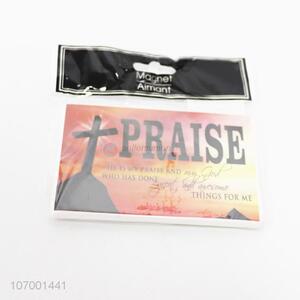 Magnet
Aimant
PRAISE
HE IS MY PRAISE AND my God
WHO HAS DONE great and awesome
THINGS FOR ME
107001441